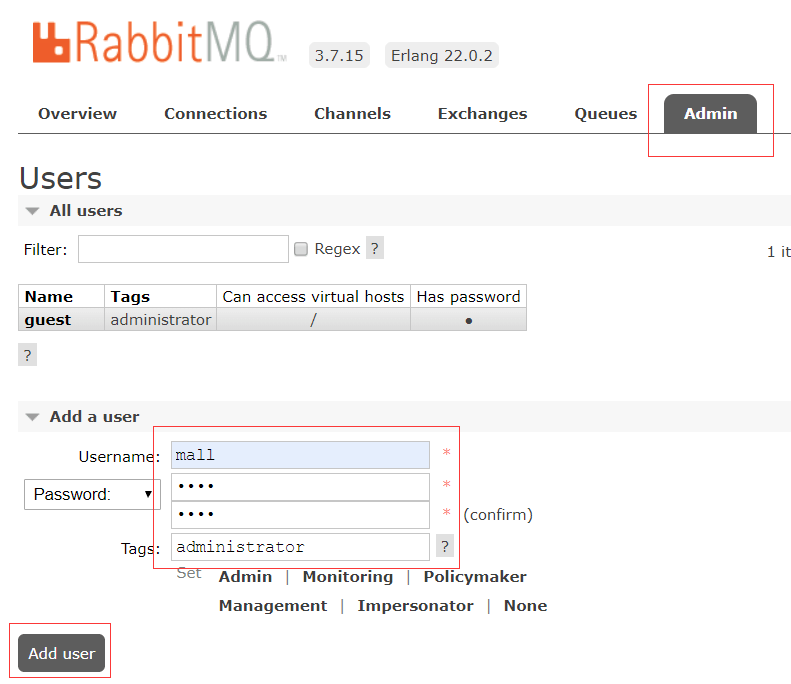 RabbitMQ TM 3.7.15 Erlang 22.0.2
Overview Connections Channels Exchanges Queues Admin
Users
All users
Filter: Regex ? 1 it
Name Tags Can access virtual hosts Has password
guest administrator / ●
?
Add a user
Username: mall *
Password: •••• *
•••• * (confirm)
Tags: administrator ?
Set Admin | Monitoring | Policymaker
Management | Impersonator | None
Add user